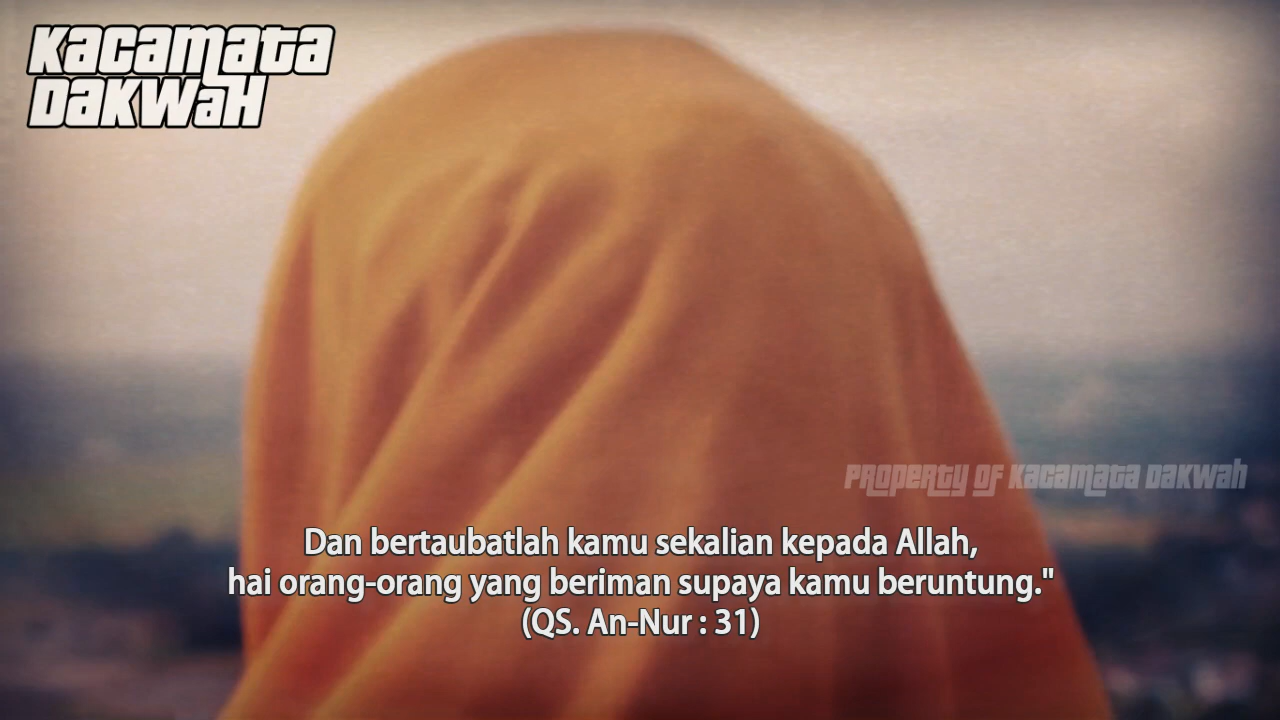 Kacamata
Dakwah
Property of Kacamata Dakwah
Dan bertaubatlah kamu sekalian kepada Allah,
hai orang-orang yang beriman supaya kamu beruntung."
(QS. An-Nur : 31)